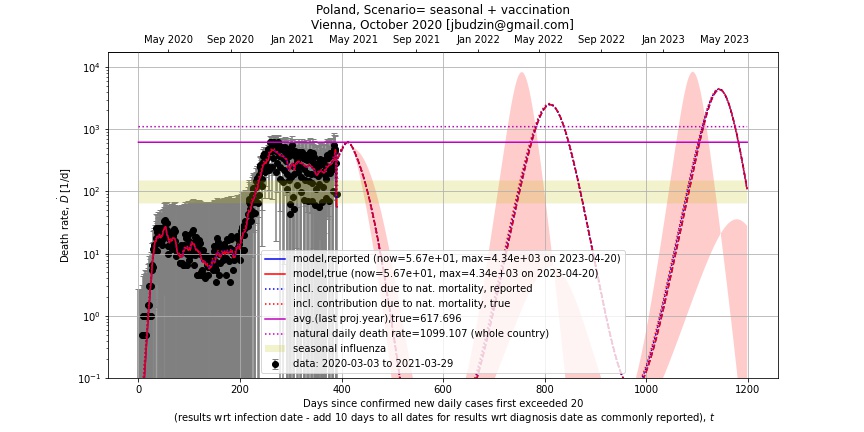 Poland, Scenario= seasonal + vaccination
Vienna, October 2020 [jbudzin@gmail.com]
May 2020 Sep 2020 Jan 2021 May 2021 Sep 2021 Jan 2022 May 2022 Sep 2022 Jan 2023 May 2023
10⁴
10³
10²
10¹
10⁰
10⁻¹
Death rate, Ḋ [1/d]
model,reported (now=5.67e+01, max=4.34e+03 on 2023-04-20)
model,true (now=5.67e+01, max=4.34e+03 on 2023-04-20)
incl. contribution due to nat. mortality, reported
incl. contribution due to nat. mortality, true
avg.(last proj.year),true=617.696
natural daily death rate=1099.107 (whole country)
seasonal influenza
data: 2020-03-03 to 2021-03-29
0 200 400 600 800 1000 1200
Days since confirmed new daily cases first exceeded 20
(results wrt infection date - add 10 days to all dates for results wrt diagnosis date as commonly reported), t